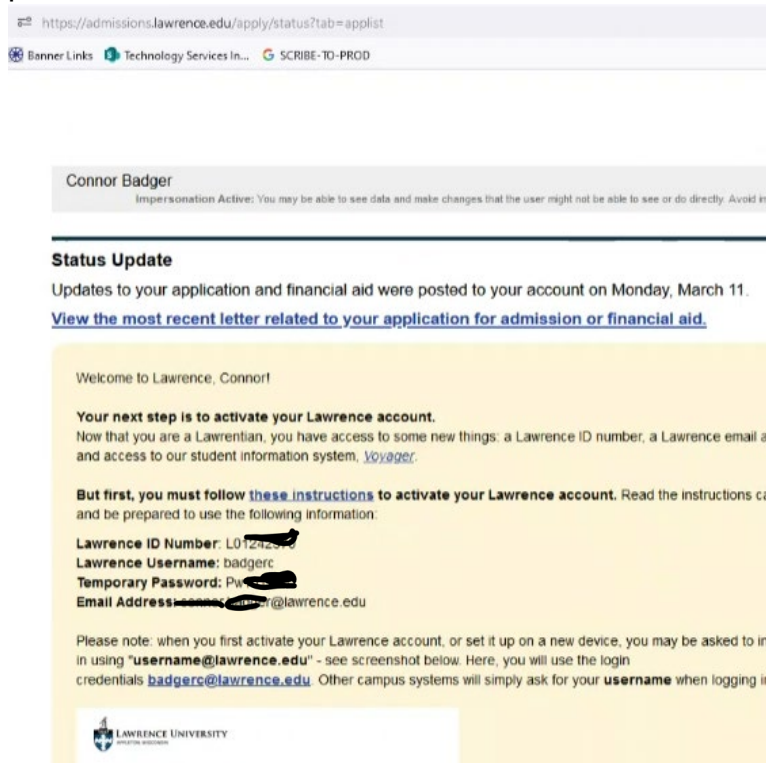 https://admissions.lawrence.edu/apply/status?tab=applist
Banner Links Technology Services In... SCRIBE-TO-PROD
Connor Badger
Impersonation Active: You may be able to see data and make changes that the user might not be able to see or do directly. Avoid
Status Update
Updates to your application and financial aid were posted to your account on Monday, March 11.
View the most recent letter related to your application for admission or financial aid.
Welcome to Lawrence, Connor!
Your next step is to activate your Lawrence account.
Now that you are a Lawrentian, you have access to some new things: a Lawrence ID number, a Lawrence email a
and access to our student information system, Voyager.
But first, you must follow these instructions to activate your Lawrence account. Read the instructions ca
and be prepared to use the following information:
Lawrence ID Number:
Lawrence Username: badgerc
Temporary Password:
Email Address: @lawrence.edu
Please note: when you first activate your Lawrence account, or set it up on a new device, you may be asked to in
in using "username@lawrence.edu" - see screenshot below. Here, you will use the login
credentials badgerc@lawrence.edu. Other campus systems will simply ask for your username when logging in
LAWRENCE UNIVERSITY
APPLETON, WISCONSIN